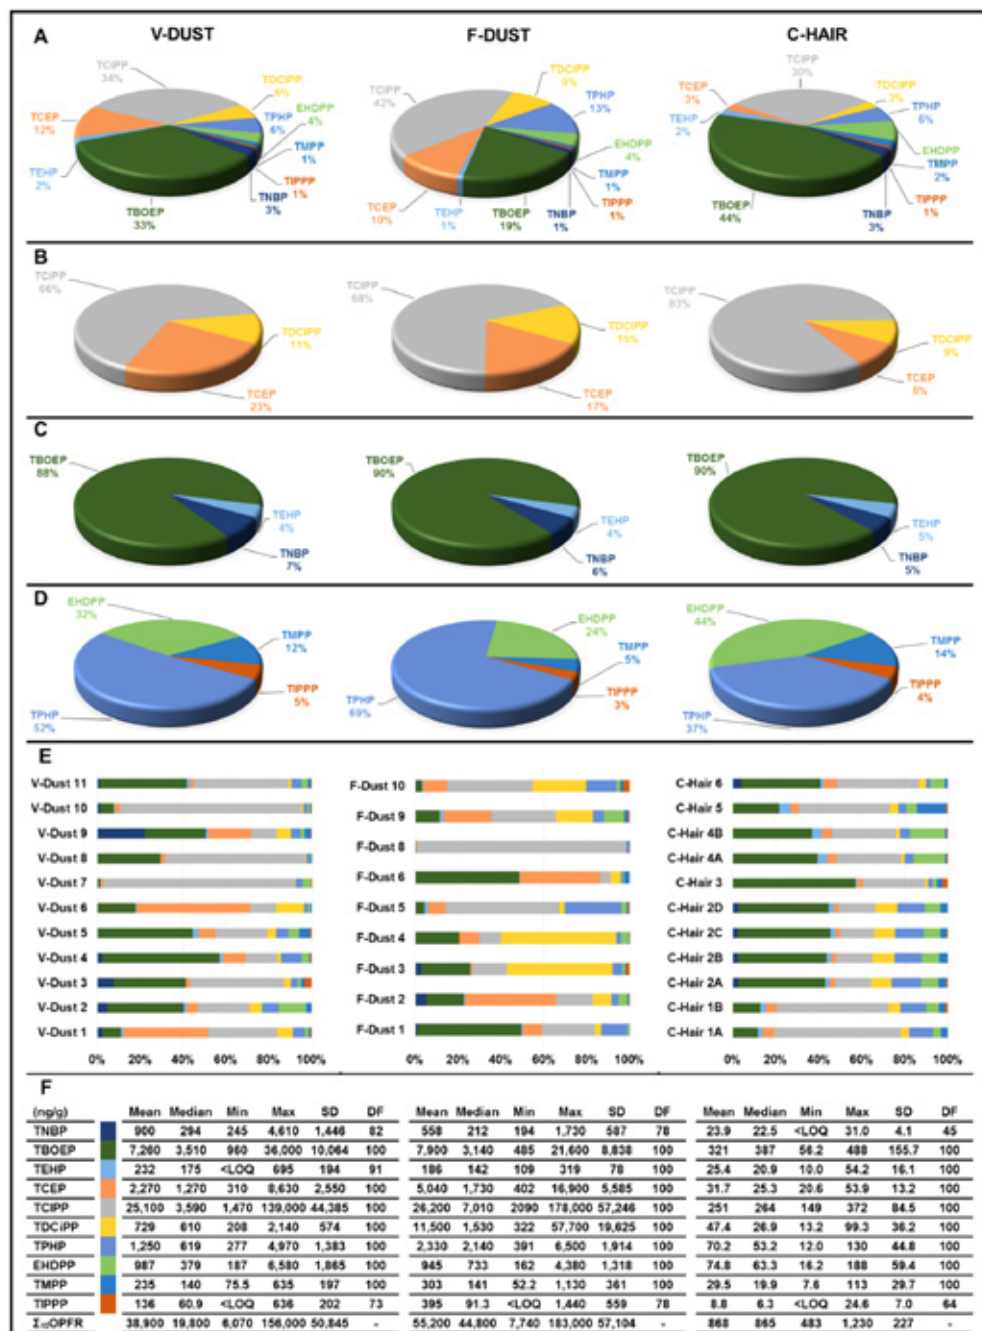 A
V-DUST
F-DUST
C-HAIR
TCIPP
34%
TDCIPP
6%
EHDPP
4%
TPHP
6%
TCEP
12%
TMPP
1%
TIPPP
1%
TEHP
2%
TNBP
3%
TBOEP
33%
TDCIPP
9%
TCIPP
42%
TPHP
13%
EHDPP
4%
TMPP
1%
TIPPP
1%
TCEP
10%
TEHP
1%
TBOEP
19%
TNBP
1%
TCIPP
30%
TCEP
3%
TDCIPP
3%
TPHP
6%
TEHP
2%
EHDPP
TMPP
2%
TIPPP
1%
TBOEP
44%
TNBP
3%
B
TCIPP
66%
TDCIPP
11%
TCEP
23%
TCIPP
68%
TDCIPP
15%
TCEP
17%
TCIPP
83%
TDCIPP
9%
TCEP
8%
C
TBOEP
88%
TEHP
4%
TNBP
7%
TBOEP
90%
TEHP
4%
TNBP
6%
TBOEP
90%
TEHP
5%
TNBP
5%
D
EHDPP
32%
TMPP
12%
TIPPP
5%
TPHP
52%
EHDPP
24%
TMPP
5%
TIPPP
3%
TPHP
69%
EHDPP
44%
TMPP
14%
TIPPP
4%
TPHP
37%
E
V-Dust 11
V-Dust 10
V-Dust 9
V-Dust 8
V-Dust 7
V-Dust 6
V-Dust 5
V-Dust 4
V-Dust 3
V-Dust 2
V-Dust 1
0% 20% 40% 60% 80% 100%
F-Dust 10
F-Dust 9
F-Dust 8
F-Dust 6
F-Dust 5
F-Dust 4
F-Dust 3
F-Dust 2
F-Dust 1
0% 20% 40% 60% 80% 100%
C-Hair 6
C-Hair 5
C-Hair 4B
C-Hair 4A
C-Hair 3
C-Hair 2D
C-Hair 2C
C-Hair 2B
C-Hair 2A
C-Hair 1B
C-Hair 1A
0% 20% 40% 60% 80% 100%
F
(ng/g) Mean Median Min Max SD DF Mean Median Min Max SD DF Mean Median Min Max SD DF
TNBP 900 294 245 4,610 1,446 82 558 212 194 1,730 587 78 23.9 22.5 <LOQ 31.0 4.1 45
TBOEP 7,260 3,510 960 36,000 10,064 100 7,900 3,140 485 21,600 8,838 100 321 387 56.2 488 155.7 100
TEHP 232 175 <LOQ 695 194 91 186 142 109 319 78 100 25.4 20.9 10.0 54.2 16.1 100
TCEP 2,270 1,270 310 8,630 2,550 100 5,040 1,730 402 16,900 5,585 100 31.7 25.3 20.6 53.9 13.2 100
TCIPP 25,100 3,590 1,470 139,000 44,385 100 26,200 7,010 2090 178,000 57,246 100 251 264 149 372 84.5 100
TDCiPP 729 610 208 2,140 574 100 11,500 1,530 322 57,700 19,625 100 47.4 26.9 13.2 99.3 36.2 100
TPHP 1,250 619 277 4,970 1,383 100 2,330 2,140 391 6,500 1,914 100 70.2 53.2 12.0 130 44.8 100
EHDPP 987 379 187 6,580 1,865 100 945 733 162 4,380 1,318 100 74.8 63.3 16.2 188 59.4 100
TMPP 235 140 75.5 635 197 100 303 141 52.2 1,130 361 100 29.5 19.9 7.6 113 29.7 100
TIPPP 136 60.9 <LOQ 636 202 73 395 91.3 <LOQ 1,440 559 78 8.8 6.3 <LOQ 24.6 7.0 64
Σ₁₀OPFR 38,900 19,800 6,070 156,000 50,845 - 55,200 44,800 7,740 183,000 57,104 - 868 865 483 1,230 227 -